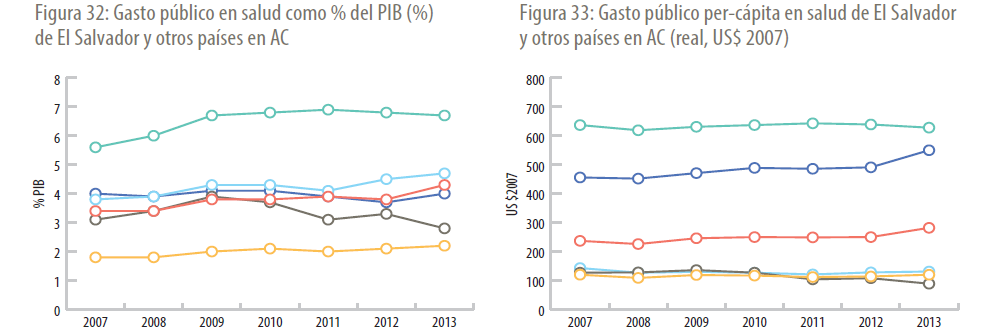 Figura 32: Gasto público en salud como % del PIB (%)
de El Salvador y otros países en AC
% PIB
8
7
6
5
4
3
2
1
0
2007 2008 2009 2010 2011 2012 2013
Figura 33: Gasto público per-cápita en salud de El Salvador
y otros países en AC (real, US$ 2007)
US $2007
800
700
600
500
400
300
200
100
0
2007 2008 2009 2010 2011 2012 2013